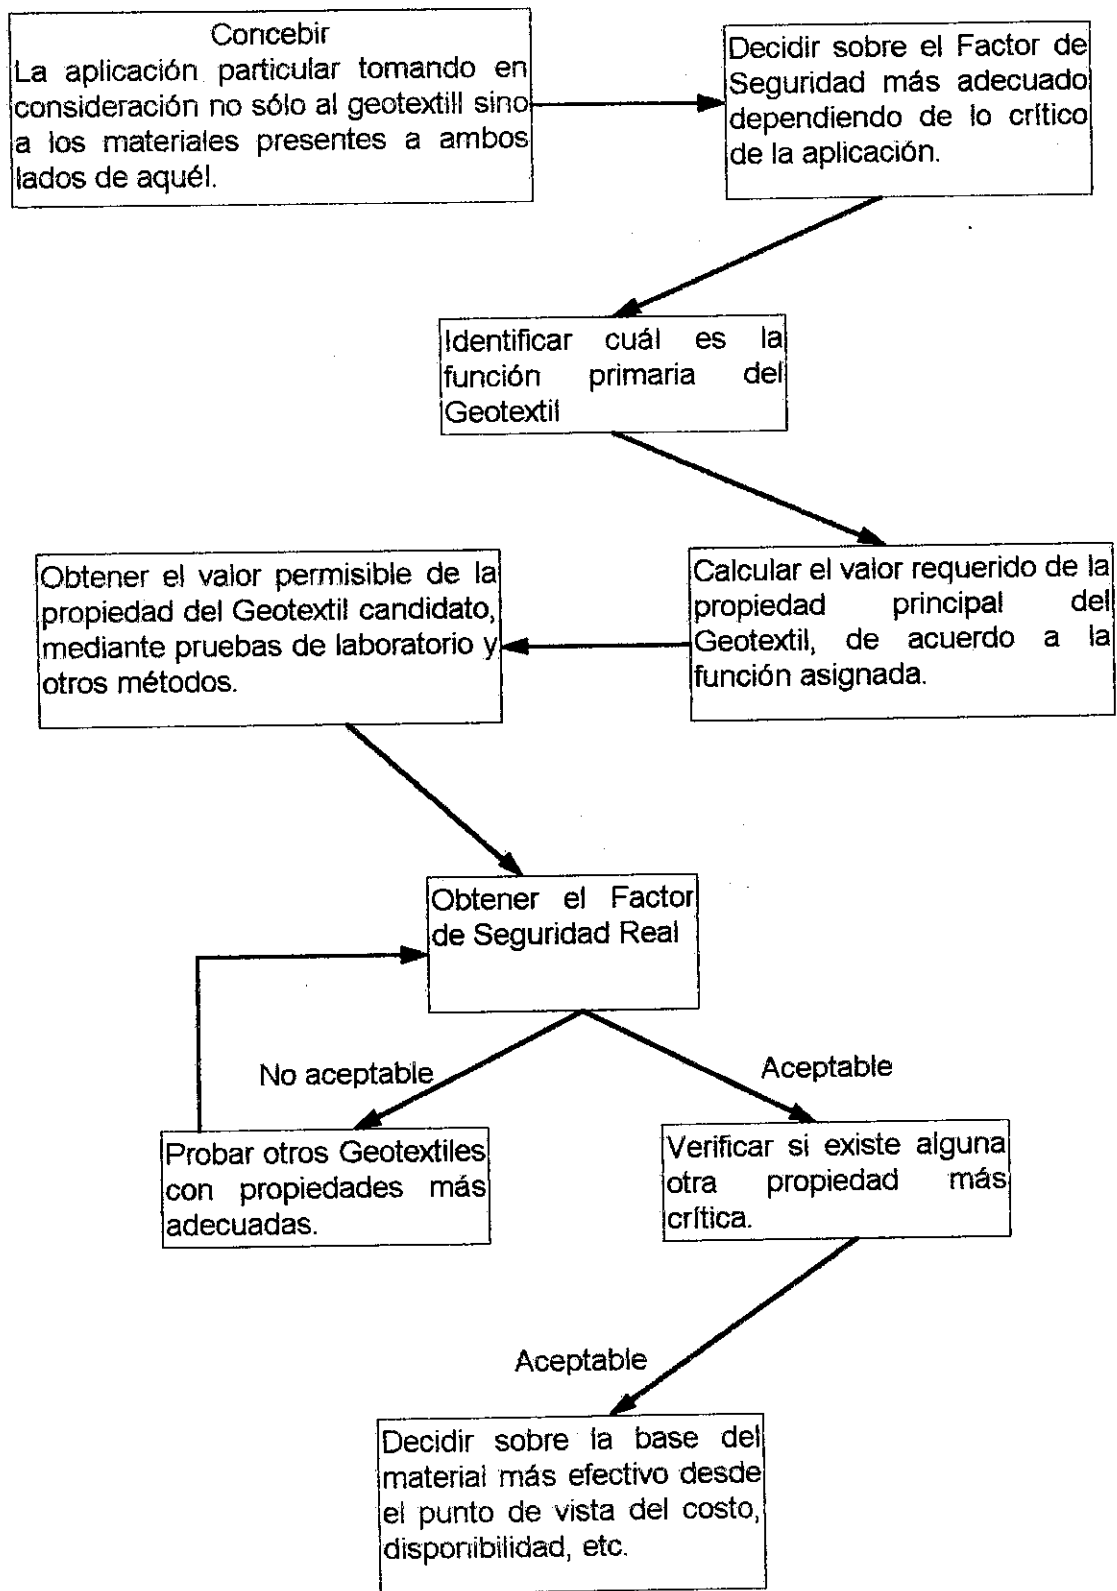 Concebir
La aplicación particular tomando en
consideración no sólo al geotextill sino
a los materiales presentes a ambos
lados de aquél.
Decidir sobre el Factor de
Seguridad más adecuado
dependiendo de lo crítico
de la aplicación.
Identificar cuál es la
función primaria del
Geotextil
Calcular el valor requerido de la
propiedad principal del
Geotextil, de acuerdo a la
función asignada.
Obtener el valor permisible de la
propiedad del Geotextil candidato,
mediante pruebas de laboratorio y
otros métodos.
Obtener el Factor
de Seguridad Real
No aceptable
Aceptable
Probar otros Geotextiles
con propiedades más
adecuadas.
Verificar si existe alguna
otra propiedad más
crítica.
Aceptable
Decidir sobre la base del
material más efectivo desde
el punto de vista del costo,
disponibilidad, etc.